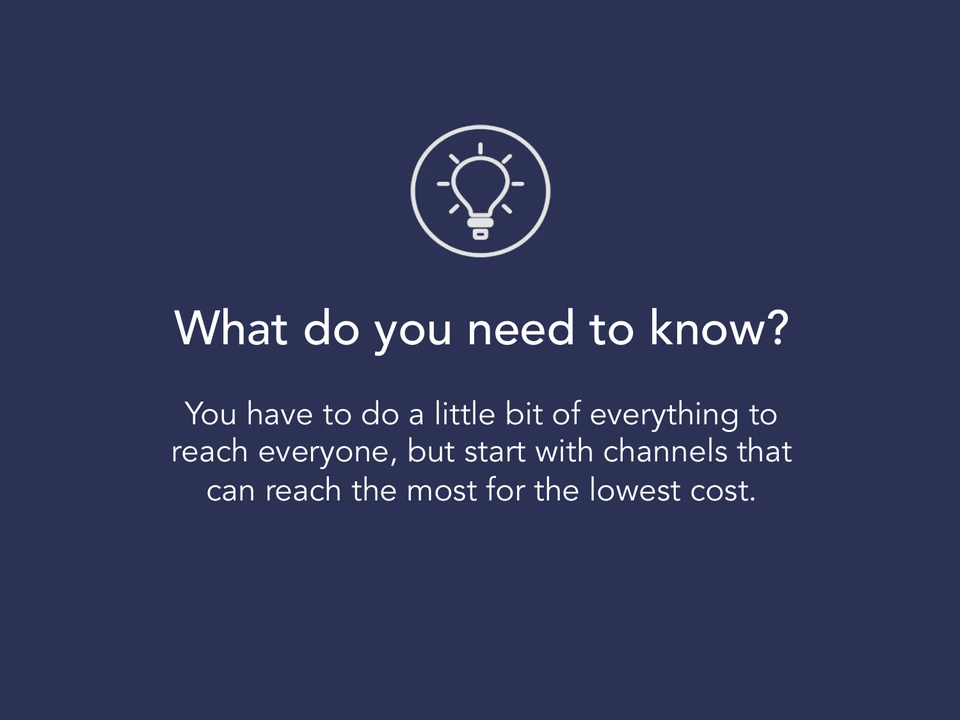 What do you need to know?
You have to do a little bit of everything to
reach everyone, but start with channels that
can reach the most for the lowest cost.